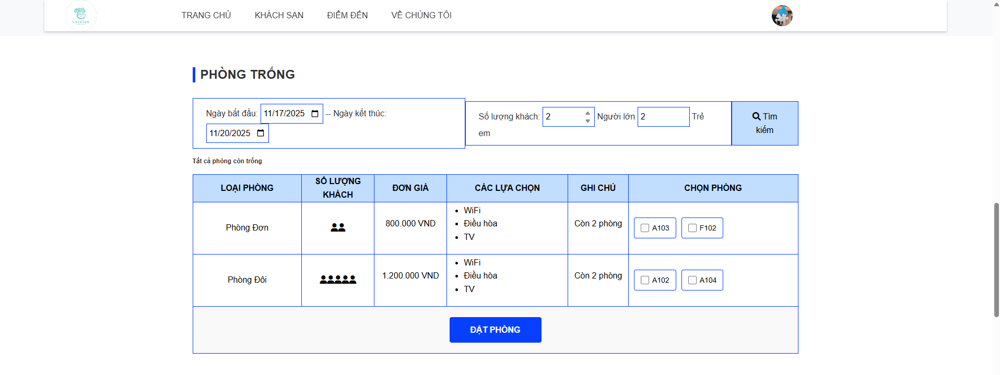 Lavallee
TRANG CHỦ KHÁCH SẠN ĐIỂM ĐẾN VỀ CHÚNG TÔI
PHÒNG TRỐNG
Ngày bắt đầu: 11/17/2025 -- Ngày kết thúc:
11/20/2025
Số lượng khách: 2 Người lớn 2 Trẻ
em
Tìm
kiếm
Tất cả phòng còn trống
LOẠI PHÒNG SỐ LƯỢNG KHÁCH ĐƠN GIÁ CÁC LỰA CHỌN GHI CHÚ CHỌN PHÒNG
Phòng Đơn 800.000 VND
• WiFi
• Điều hòa
• TV
Còn 2 phòng A103 F102
Phòng Đôi 1.200.000 VND
• WiFi
• Điều hòa
• TV
Còn 2 phòng A102 A104
ĐẶT PHÒNG